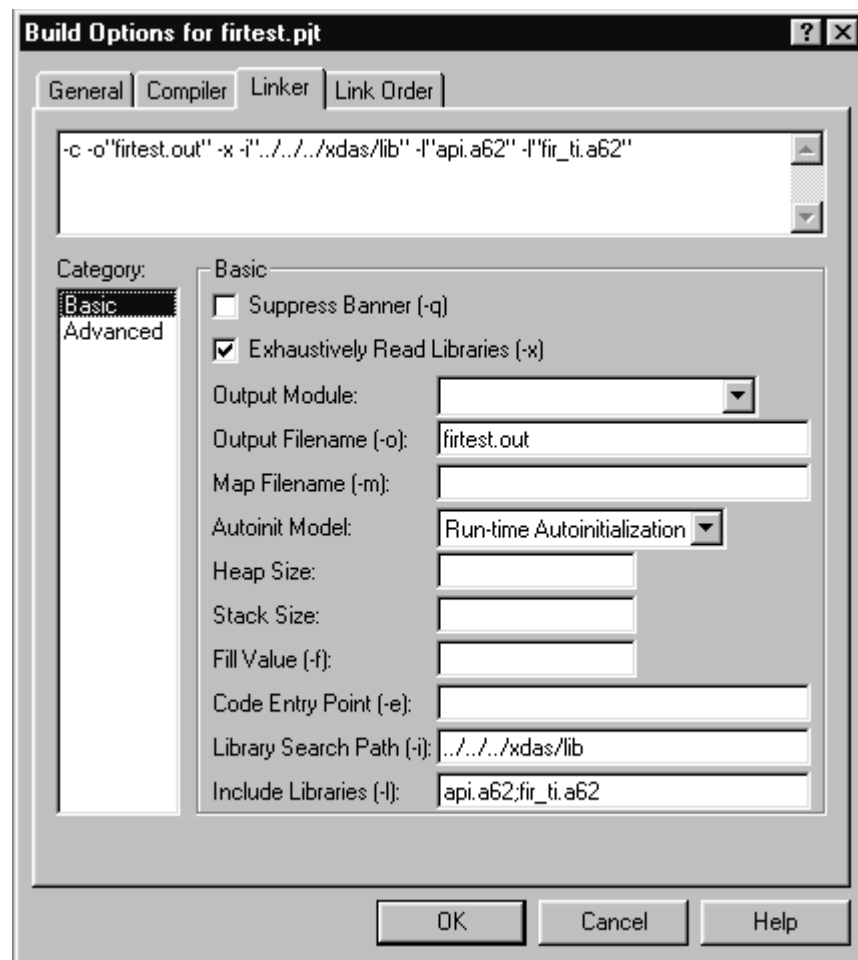 Build Options for firtest.pjt
General Compiler Linker Link Order
-c -o"firtest.out" -x -i"../../../xdas/lib" -l"api.a62" -l"fir_ti.a62"
Category:
Basic
Advanced
Basic
Suppress Banner (-q)
Exhaustively Read Libraries (-x)
Output Module:
Output Filename (-o): firtest.out
Map Filename (-m):
Autoinit Model: Run-time Autoinitialization
Heap Size:
Stack Size:
Fill Value (-f):
Code Entry Point (-e):
Library Search Path (-i): ../../../xdas/lib
Include Libraries (-l): api.a62;fir_ti.a62
OK Cancel Help